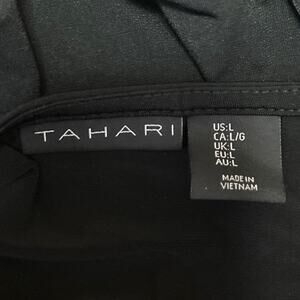 TAHARI
US:L
CA:L/G
UK:L
EU:L
AU:L
MADE IN
VIETNAM